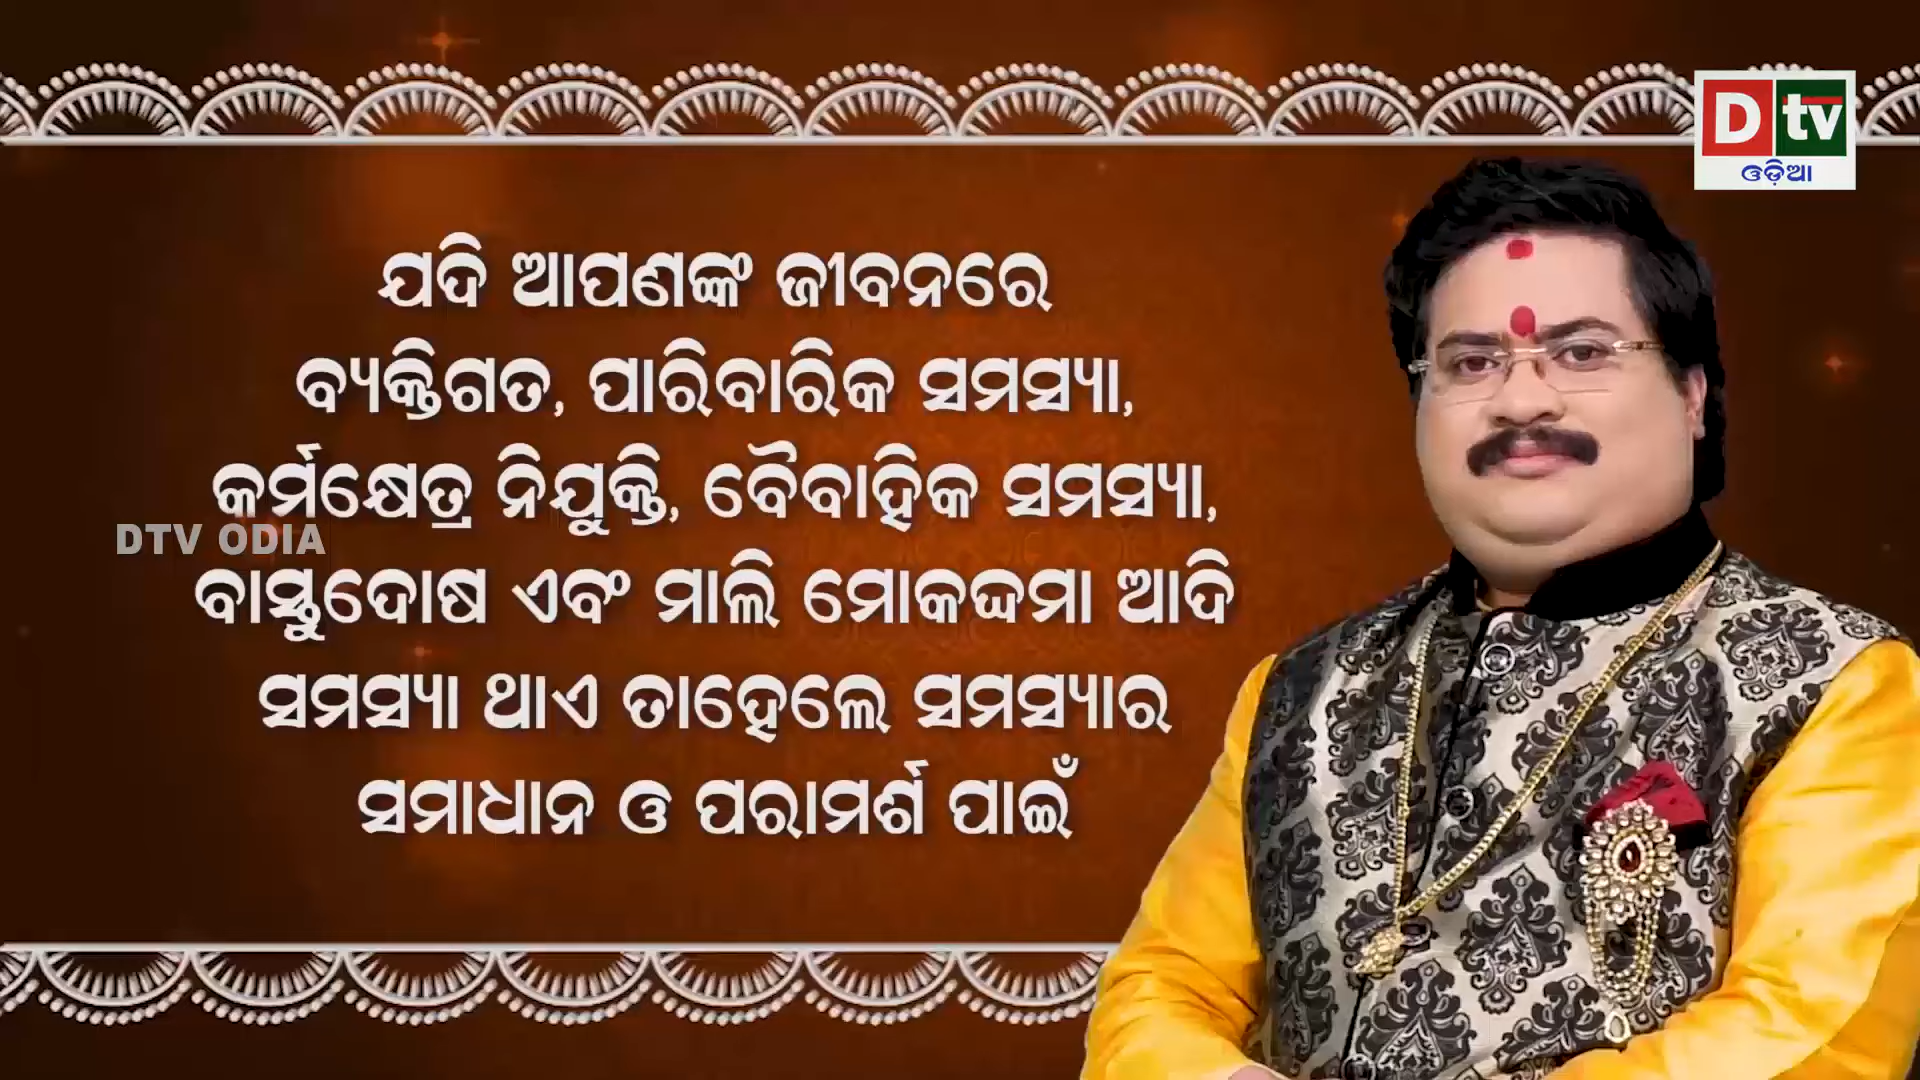 D tv
ଓଡ଼ିଆ
ଯଦି ଆପଣଙ୍କ ଜୀବନରେ
ବ୍ୟକ୍ତିଗତ, ପାରିବାରିକ ସମସ୍ୟା,
କର୍ମକ୍ଷେତ୍ର ନିଯୁକ୍ତି, ବୈବାହିକ ସମସ୍ୟା,
DTV ODIA
ବାସ୍ତୁଦୋଷ ଏବଂ ମାଲି ମୋକଦ୍ଦମା ଆଦି
ସମସ୍ୟା ଥାଏ ତାହେଲେ ସମସ୍ୟାର
ସମାଧାନ ଓ ପରାମର୍ଶ ପାଇଁ